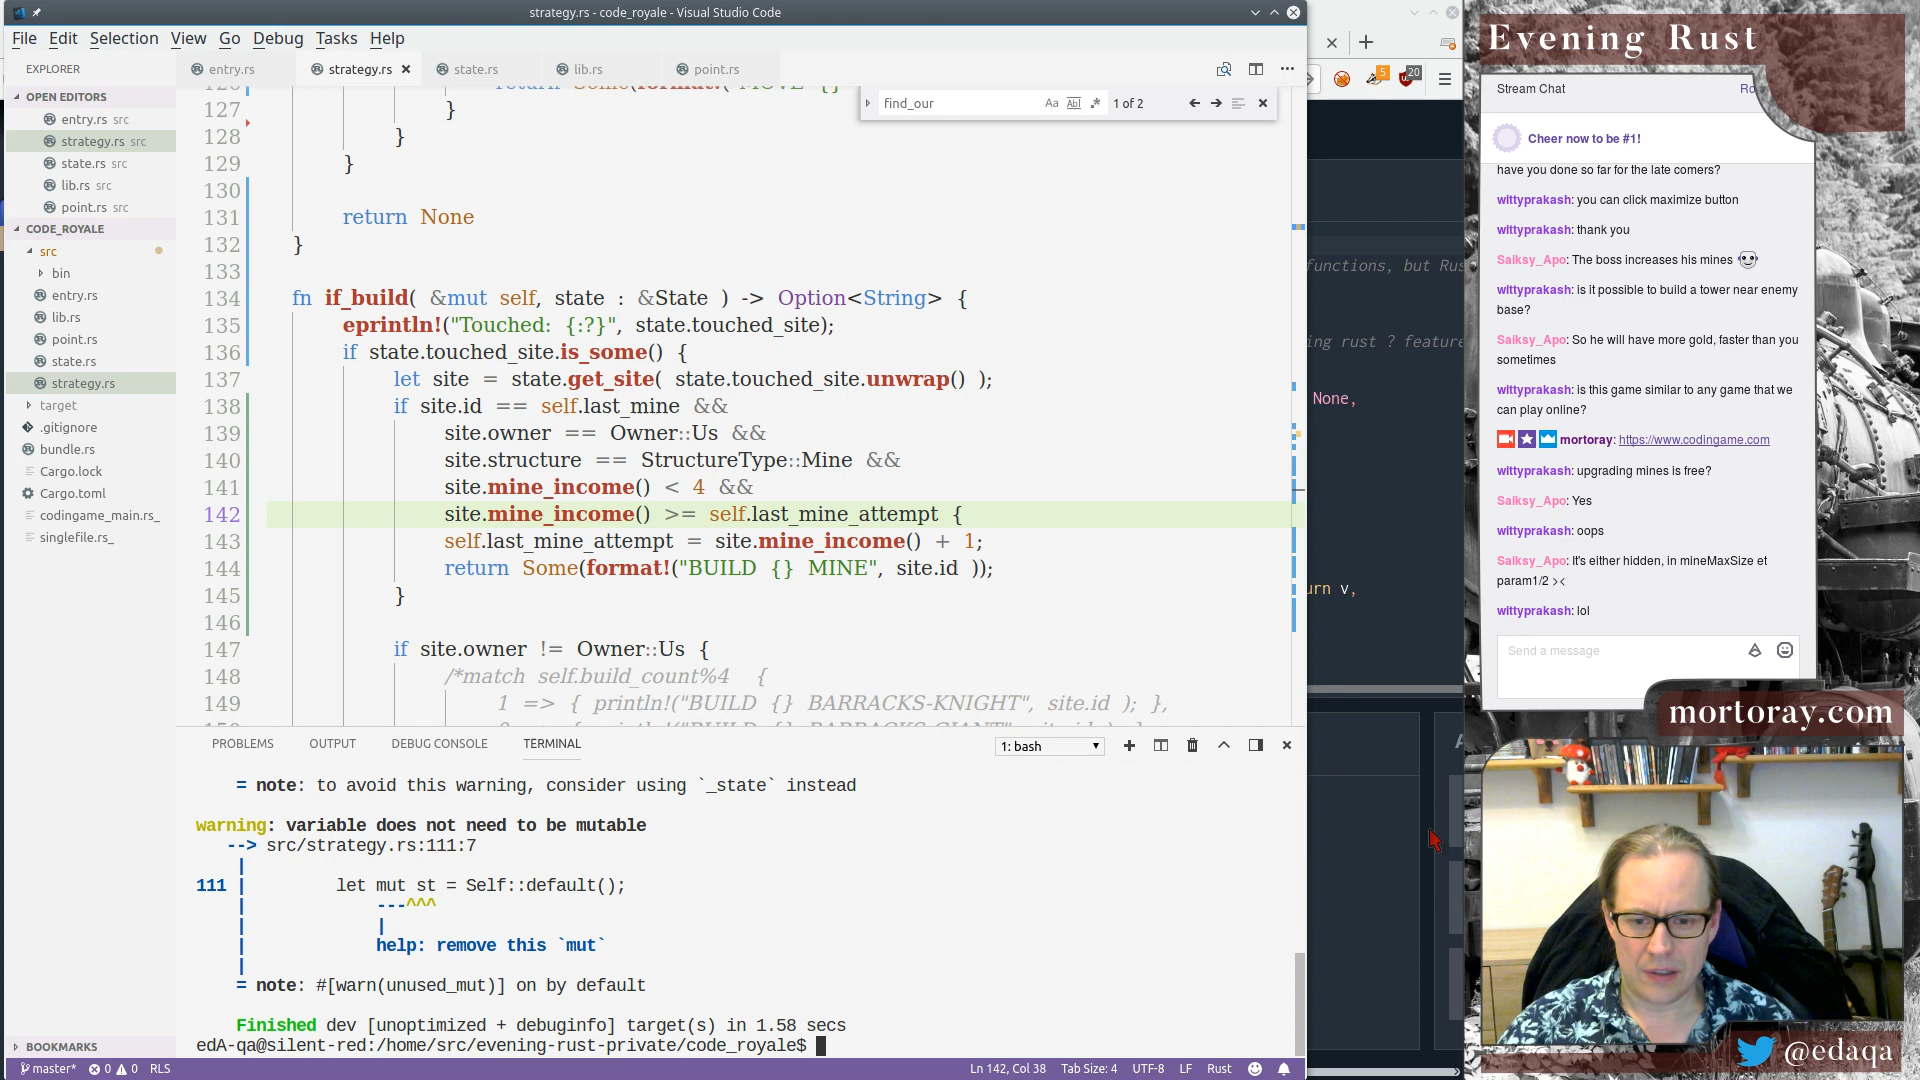 strategy.rs - code_royale - Visual Studio Code
File Edit Selection View Go Debug Tasks Help
EXPLORER
OPEN EDITORS
entry.rs src
strategy.rs src
state.rs src
lib.rs src
point.rs src
CODE_ROYALE
src
bin
entry.rs
lib.rs
point.rs
state.rs
strategy.rs
target
.gitignore
bundle.rs
Cargo.lock
Cargo.toml
codingame_main.rs_
singlefile.rs_
BOOKMARKS
entry.rs strategy.rs state.rs lib.rs point.rs
find_our Aa Abl .* 1 of 2
127 }
128 }
129 }
130
131 return None
132 }
133
134 fn if_build( &mut self, state : &State ) -> Option<String> {
135 eprintln!("Touched: {:?}", state.touched_site);
136 if state.touched_site.is_some() {
137 let site = state.get_site( state.touched_site.unwrap() );
138 if site.id == self.last_mine &&
139 site.owner == Owner::Us &&
140 site.structure == StructureType::Mine &&
141 site.mine_income() < 4 &&
142 site.mine_income() >= self.last_mine_attempt {
143 self.last_mine_attempt = site.mine_income() + 1;
144 return Some(format!("BUILD {} MINE", site.id ));
145 }
146
147 if site.owner != Owner::Us {
148 /*match self.build_count%4 {
149 1 => { println!("BUILD {} BARRACKS-KNIGHT", site.id ); },
PROBLEMS OUTPUT DEBUG CONSOLE TERMINAL
1: bash
= note: to avoid this warning, consider using `_state` instead
warning: variable does not need to be mutable
--> src/strategy.rs:111:7
|
111 | let mut st = Self::default();
| ---^^^
| |
| help: remove this `mut`
|
= note: #[warn(unused_mut)] on by default
Finished dev [unoptimized + debuginfo] target(s) in 1.58 secs
edA-qa@silent-red:/home/src/evening-rust-private/code_royale$
master* 0 0 RLS
Ln 142, Col 38 Tab Size: 4 UTF-8 LF Rust
5 20
functions, but Rus
ing rust ? feature
None,
urn v,
Evening Rust
Stream Chat
Cheer now to be #1!
have you done so far for the late comers?
wittyprakash: you can click maximize button
wittyprakash: thank you
Saiksy_Apo: The boss increases his mines
wittyprakash: is it possible to build a tower near enemy
base?
Saiksy_Apo: So he will have more gold, faster than you
sometimes
wittyprakash: is this game similar to any game that we
can play online?
mortoray: https://www.codingame.com
wittyprakash: upgrading mines is free?
Saiksy_Apo: Yes
wittyprakash: oops
Saiksy_Apo: It's either hidden, in mineMaxSize et
param1/2 ><
wittyprakash: lol
Send a message
mortoray.com
@edaqa